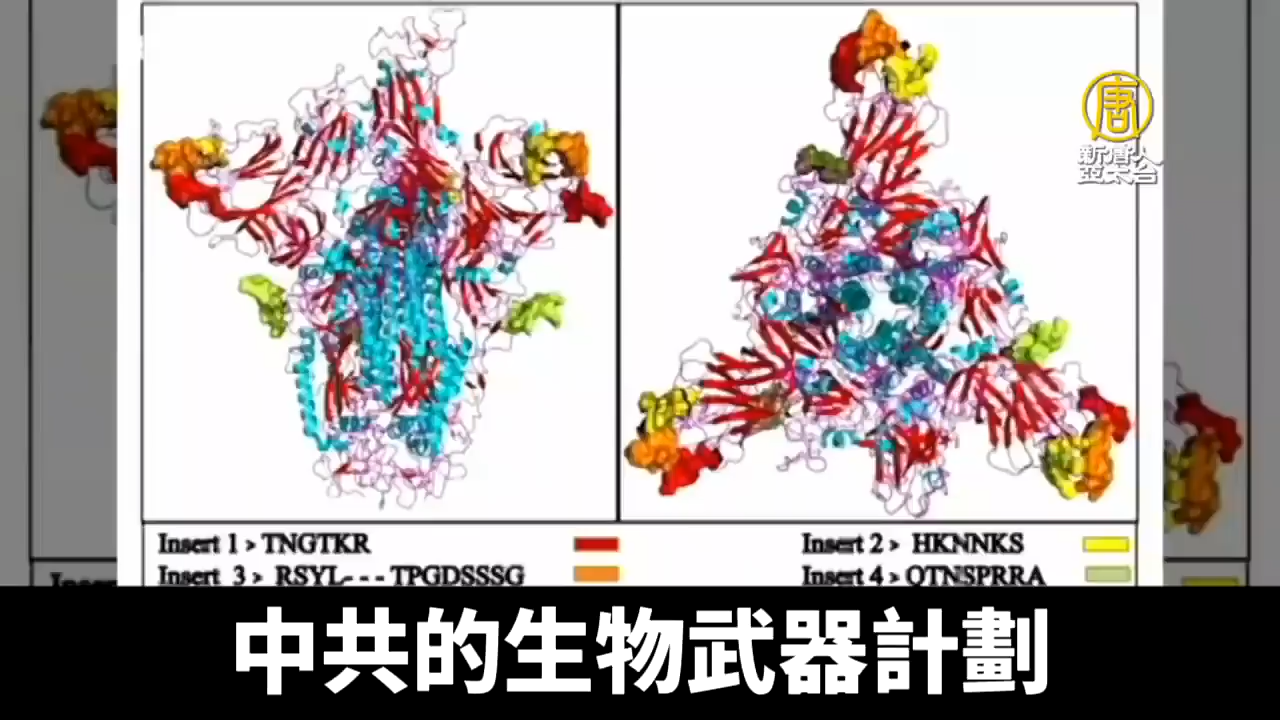 唐
新唐人
亞太台
Insert 1 > TNGTKR
Insert 2 > HKNNKS
Insert 3 > RSYL- - - TPGDSSSG
Insert 4 > QTNSPRRA
中共的生物武器計劃